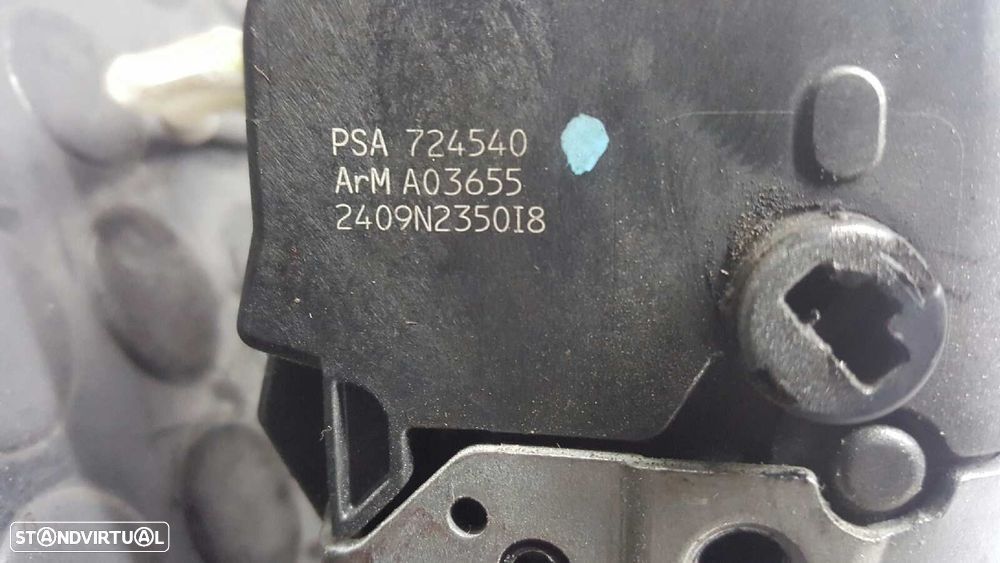 PSA 724540
ArM A03655
2409N2350I8
STANDVIRTUAL